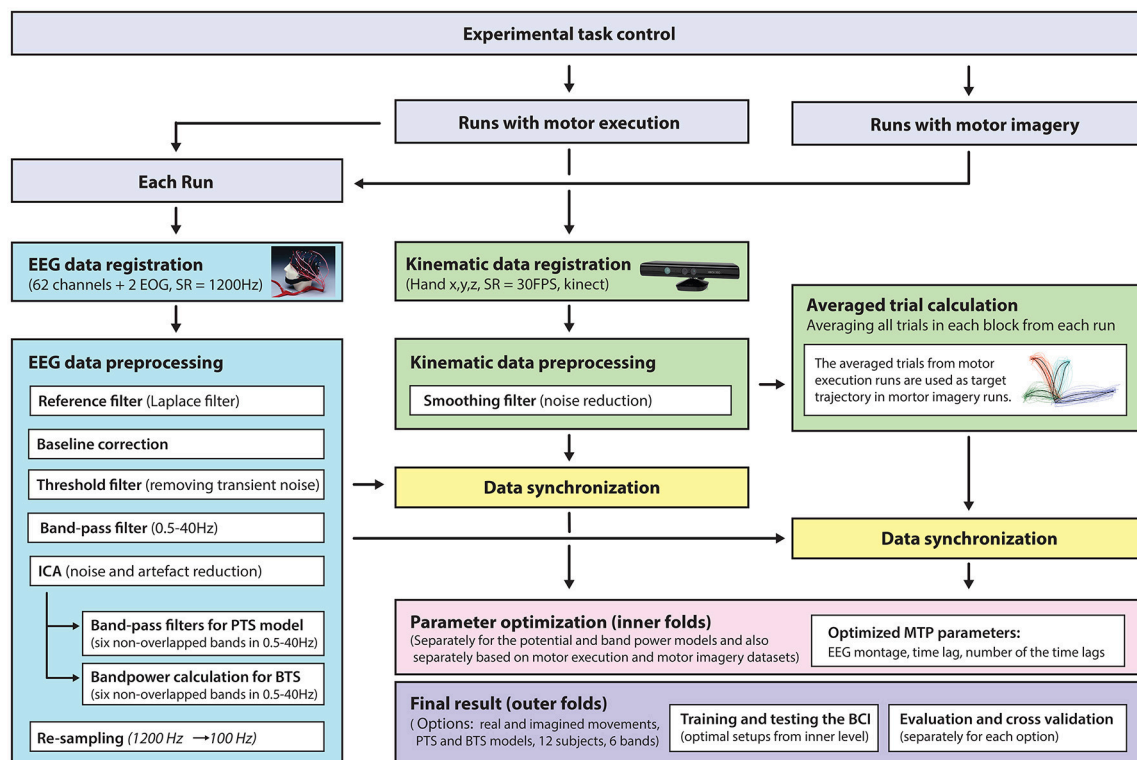 Experimental task control
Runs with motor execution
Runs with motor imagery
Each Run
EEG data registration
(62 channels + 2 EOG, SR = 1200Hz)
Kinematic data registration
(Hand x,y,z, SR = 30FPS, kinect)
Averaged trial calculation
Averaging all trials in each block from each run
The averaged trials from motor
execution runs are used as target
trajectory in mortor imagery runs.
EEG data preprocessing
Reference filter (Laplace filter)
Baseline correction
Threshold filter (removing transient noise)
Band-pass filter (0.5-40Hz)
ICA (noise and artefact reduction)
Band-pass filters for PTS model
(six non-overlapped bands in 0.5-40Hz)
Bandpower calculation for BTS
(six non-overlapped bands in 0.5-40Hz)
Re-sampling (1200 Hz →100 Hz)
Kinematic data preprocessing
Smoothing filter (noise reduction)
Data synchronization
Data synchronization
Parameter optimization (inner folds)
(Separately for the potential and band power models and also
separately based on motor execution and motor imagery datasets)
Optimized MTP parameters:
EEG montage, time lag, number of the time lags
Final result (outer folds)
( Options: real and imagined movements,
PTS and BTS models, 12 subjects, 6 bands)
Training and testing the BCI
(optimal setups from inner level)
Evaluation and cross validation
(separately for each option)